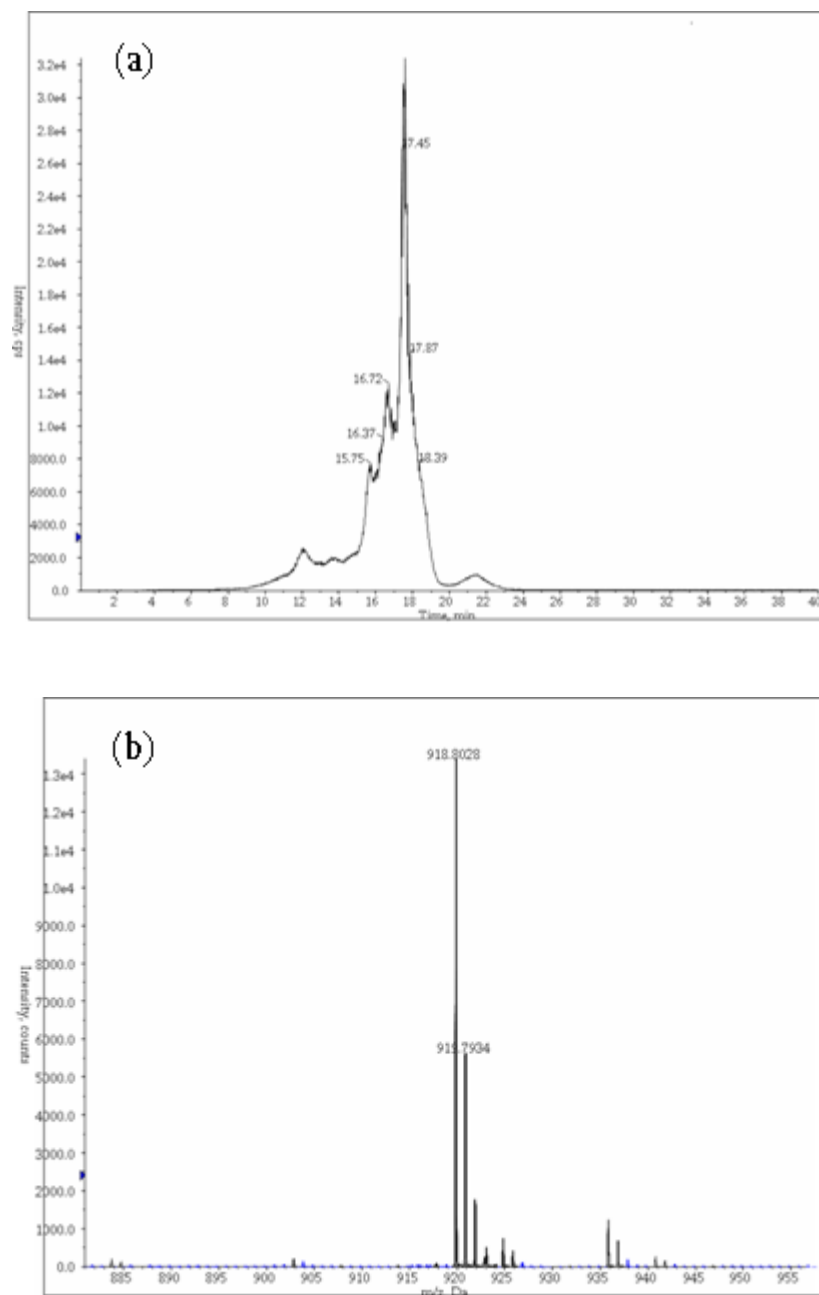 (a)
3.2e4
3.0e4
2.8e4
17.45
2.6e4
2.4e4
2.2e4
2.0e4
1.8e4
1.6e4
17.87
1.4e4
16.72
1.2e4
1.0e4
16.37
15.75
18.39
8000.0
6000.0
4000.0
2000.0
0.0
Intensity, cps
2 4 6 8 10 12 14 16 18 20 22 24 26 28 30 32 34 36 38 40
Time, min
(b)
918.8028
1.3e4
1.2e4
1.1e4
1.0e4
9000.0
8000.0
7000.0
6000.0
919.7934
5000.0
4000.0
3000.0
2000.0
1000.0
0.0
Intensity, counts
885 890 895 900 905 910 915 920 925 930 935 940 945 950 955
m/z, Da